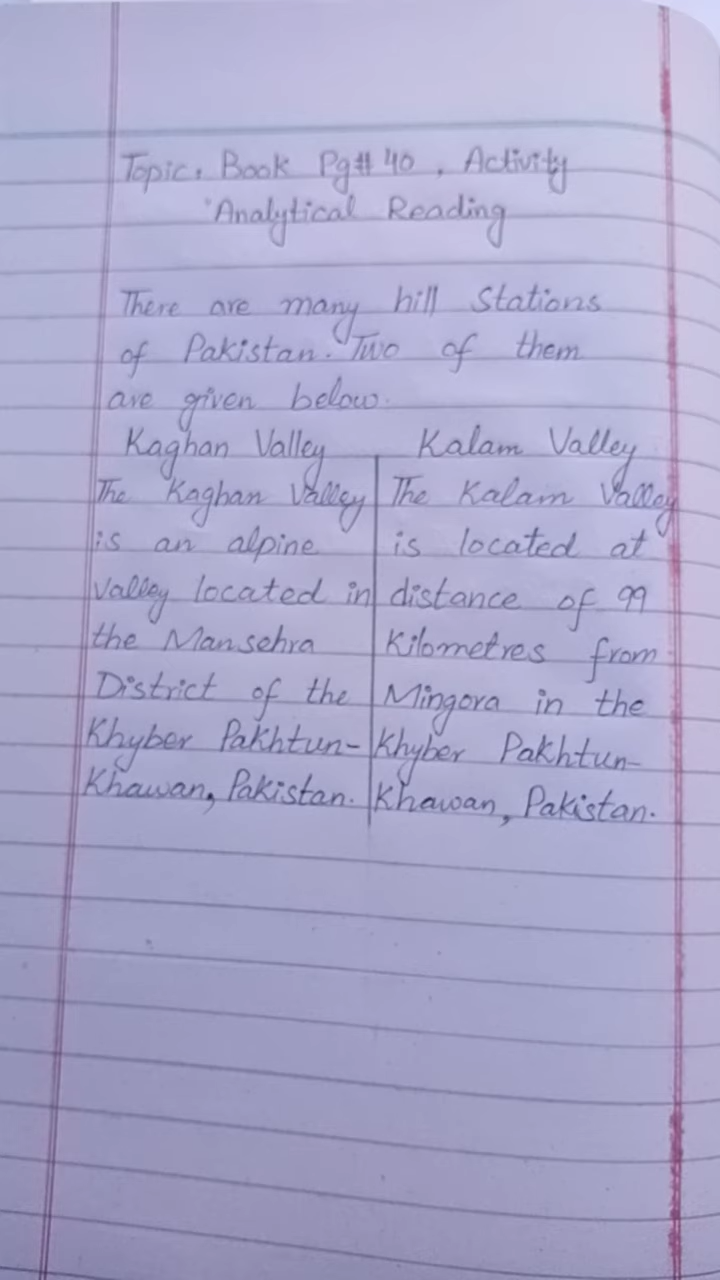 Topic: Book Pg# 40, Activity
Analytical Reading
There are many hill Stations
of Pakistan. Two of them
are given below.
Kaghan Valley
The Kaghan Valley
is an alpine
Valley located in
the Mansehra
District of the
Khyber Pakhtun-
Khawan, Pakistan.
Kalam Valley
The Kalam Valley
is located at
distance of 99
Kilometres from
Mingora in the
Khyber Pakhtun-
Khawan, Pakistan.